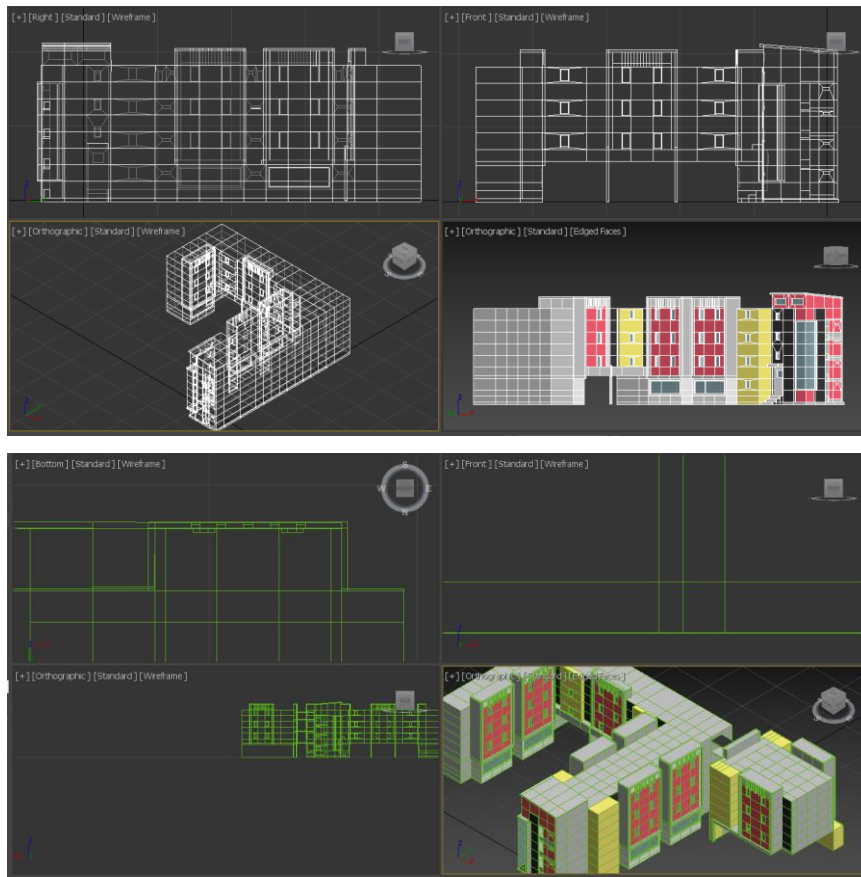 [+] [Right] [Standard] [Wireframe]
[+] [Front] [Standard] [Wireframe]
[+] [Orthographic] [Standard] [Wireframe]
[+] [Orthographic] [Standard] [Edged Faces]
[+] [Bottom] [Standard] [Wireframe]
S
W
E
N
[+] [Front] [Standard] [Wireframe]
[+] [Orthographic] [Standard] [Wireframe]
[+] [Orthographic] [Standard] [Edged Faces]